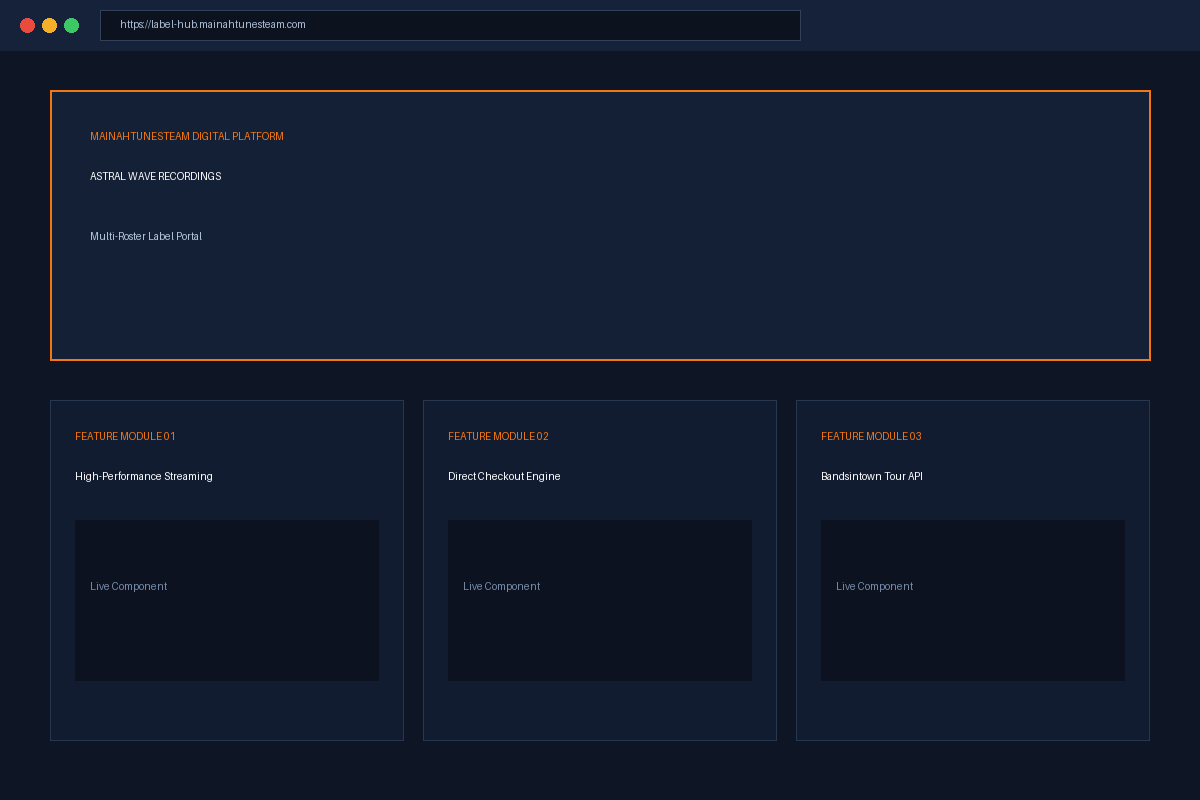 https://label-hub.mainahtunesteam.com
MAINAHTUNESTEAM DIGITAL PLATFORM
ASTRAL WAVE RECORDINGS
Multi-Roster Label Portal
FEATURE MODULE 01
High-Performance Streaming
Live Component
FEATURE MODULE 02
Direct Checkout Engine
Live Component
FEATURE MODULE 03
Bandsintown Tour API
Live Component